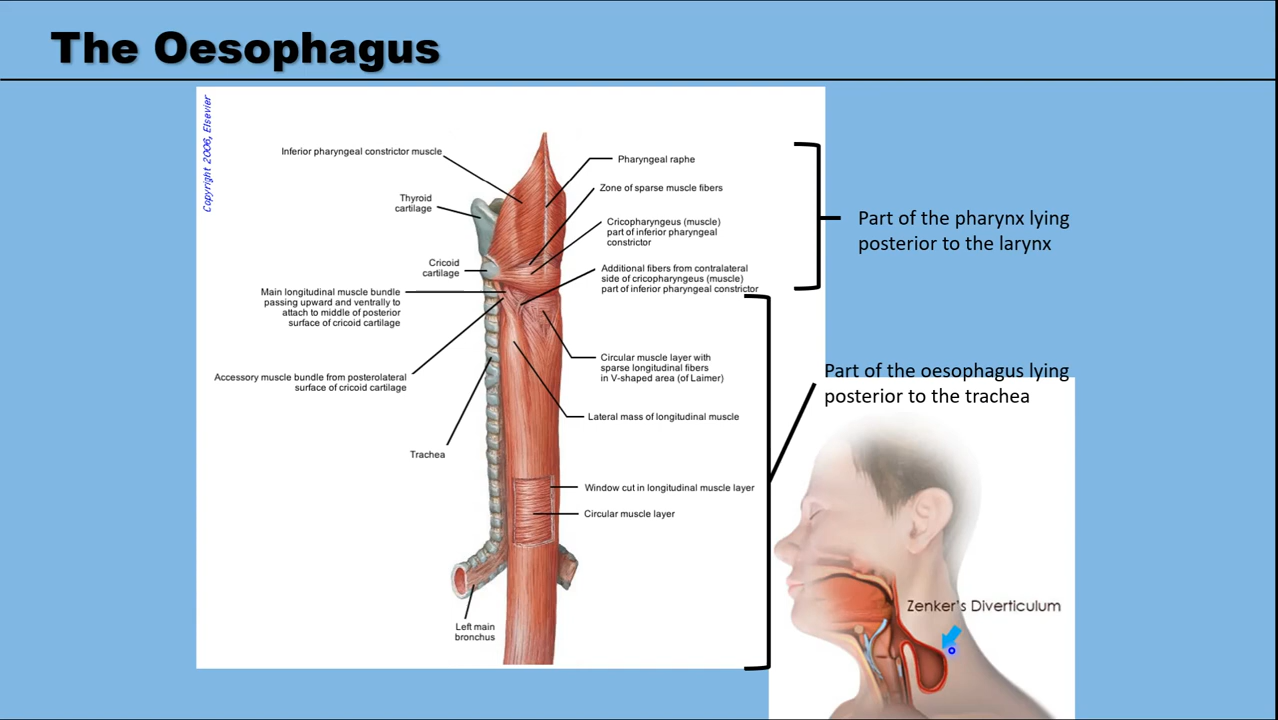 The Oesophagus
Copyright 2006, Elsevier
Inferior pharyngeal constrictor muscle
Thyroid
cartilage
Cricoid
cartilage
Main longitudinal muscle bundle
passing upward and ventrally to
attach to middle of posterior
surface of cricoid cartilage
Accessory muscle bundle from posterolateral
surface of cricoid cartilage
Trachea
Left main
bronchus
Pharyngeal raphe
Zone of sparse muscle fibers
Cricopharyngeus (muscle)
part of inferior pharyngeal
constrictor
Additional fibers from contralateral
side of cricopharyngeus (muscle)
part of inferior pharyngeal constrictor
Circular muscle layer with
sparse longitudinal fibers
in V-shaped area (of Laimer)
Lateral mass of longitudinal muscle
Window cut in longitudinal muscle layer
Circular muscle layer
Part of the pharynx lying
posterior to the larynx
Part of the oesophagus lying
posterior to the trachea
Zenker's Diverticulum